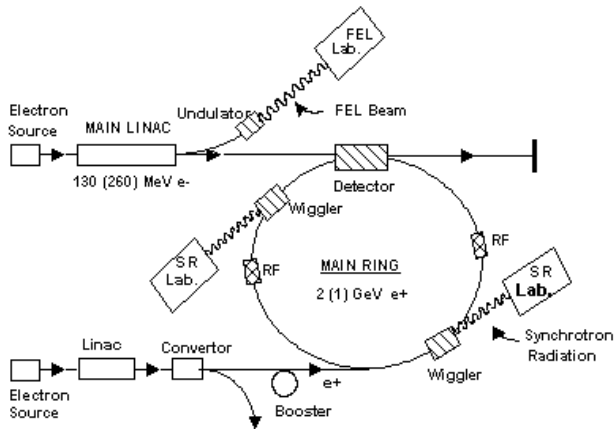 FEL
Lab.
Electron
Source
Undulator
FEL Beam
MAIN LINAC
130 (260) MeV e-
Detector
Wiggler
SR
Lab.
RF
MAIN RING
2 (1) GeV e+
RF
SR
Lab.
Synchrotron
Radiation
Wiggler
Linac
Convertor
e+
Booster
Electron
Source